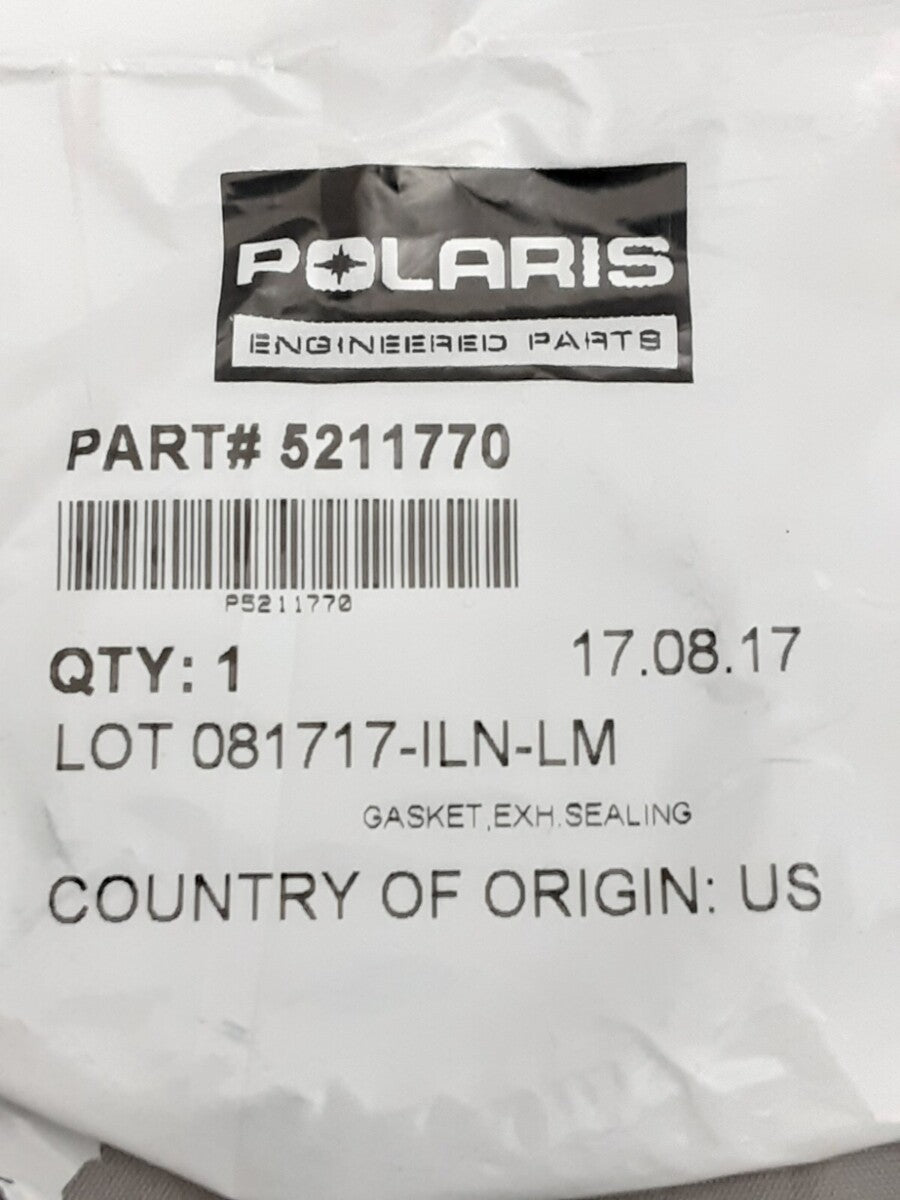 POLARIS
ENGINEERED PARTS
PART# 5211770
P5211770
QTY: 1
17.08.17
LOT 081717-ILN-LM
GASKET,EXH.SEALING
COUNTRY OF ORIGIN: US